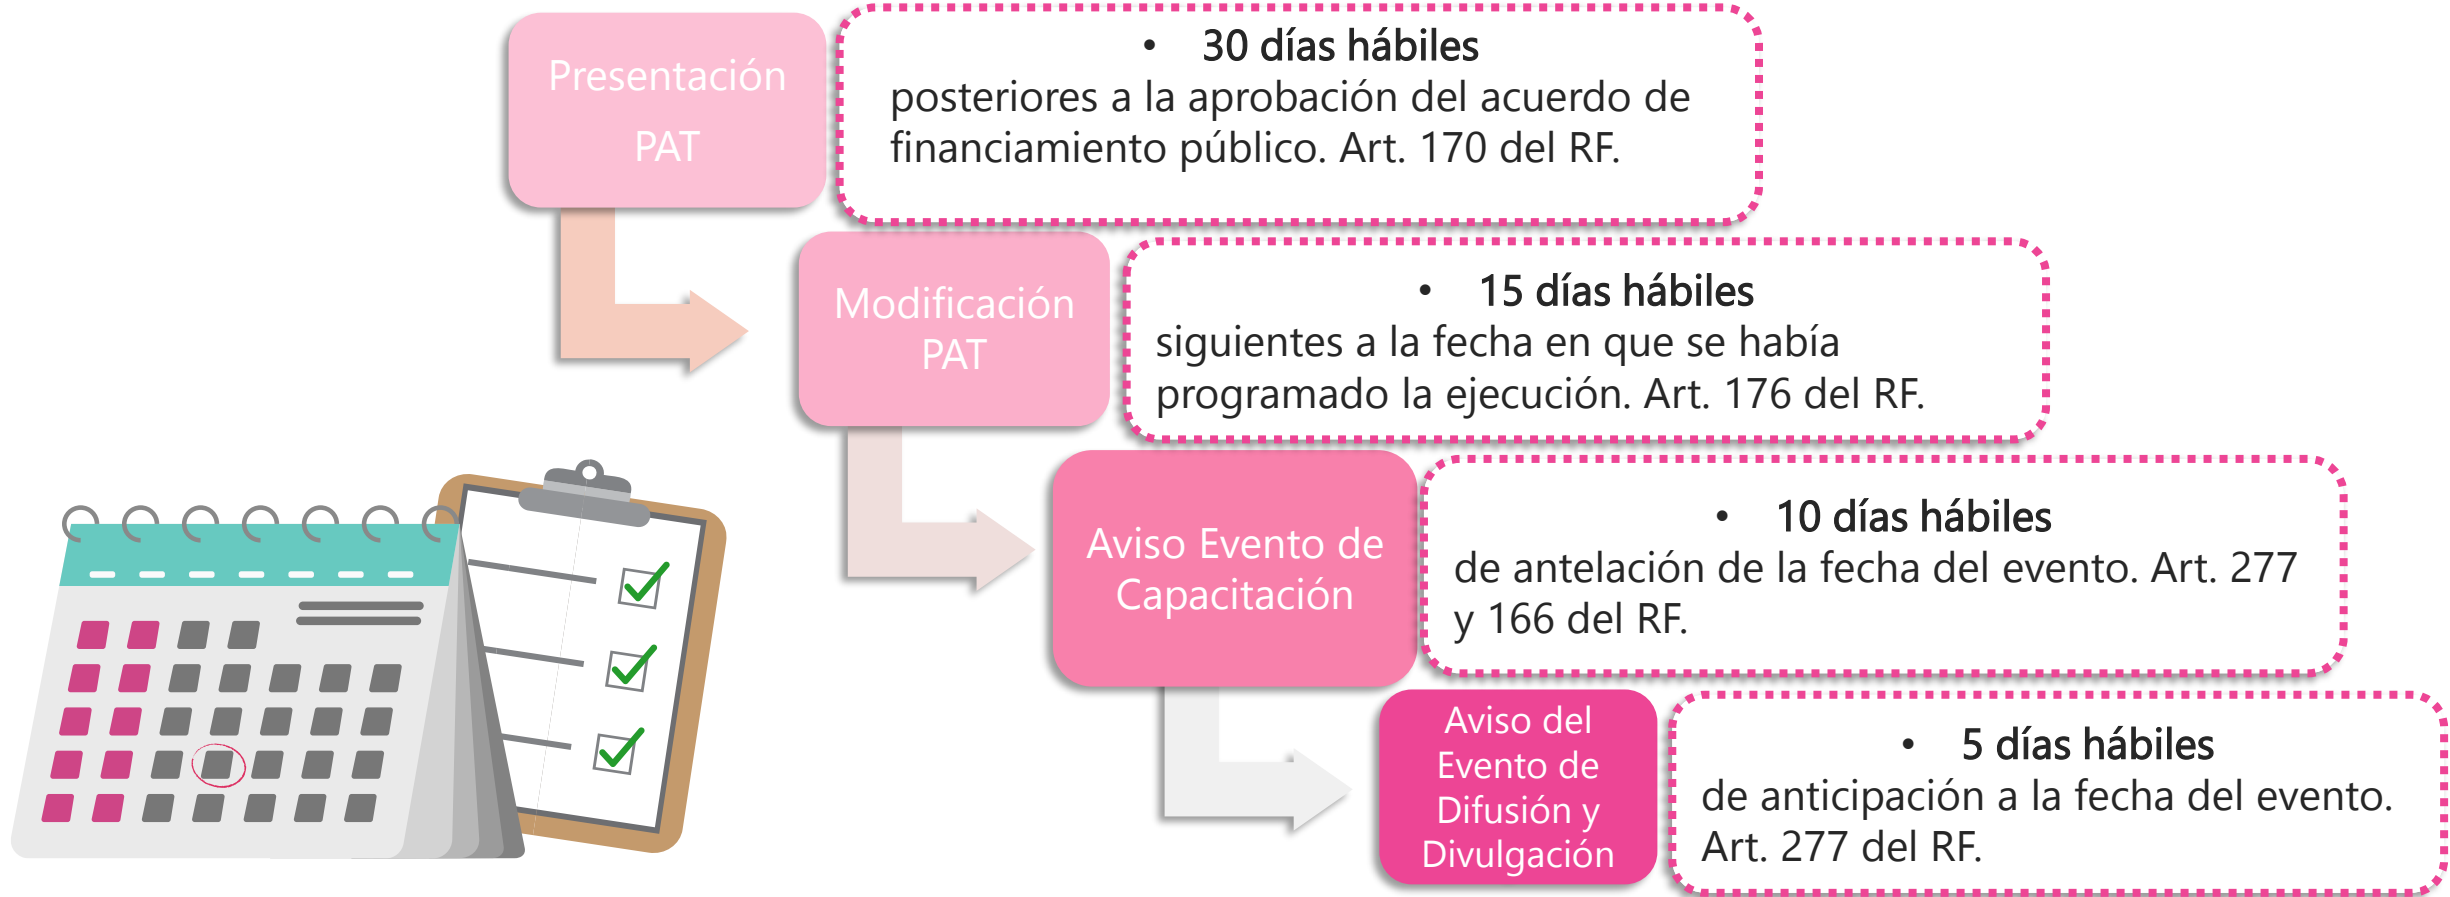 Presentación
PAT
• 30 días hábiles
posteriores a la aprobación del acuerdo de
financiamiento público. Art. 170 del RF.
Modificación
PAT
• 15 días hábiles
siguientes a la fecha en que se había
programado la ejecución. Art. 176 del RF.
Aviso Evento de
Capacitación
• 10 días hábiles
de antelación de la fecha del evento. Art. 277
y 166 del RF.
Aviso del
Evento de
Difusión y
Divulgación
• 5 días hábiles
de anticipación a la fecha del evento.
Art. 277 del RF.